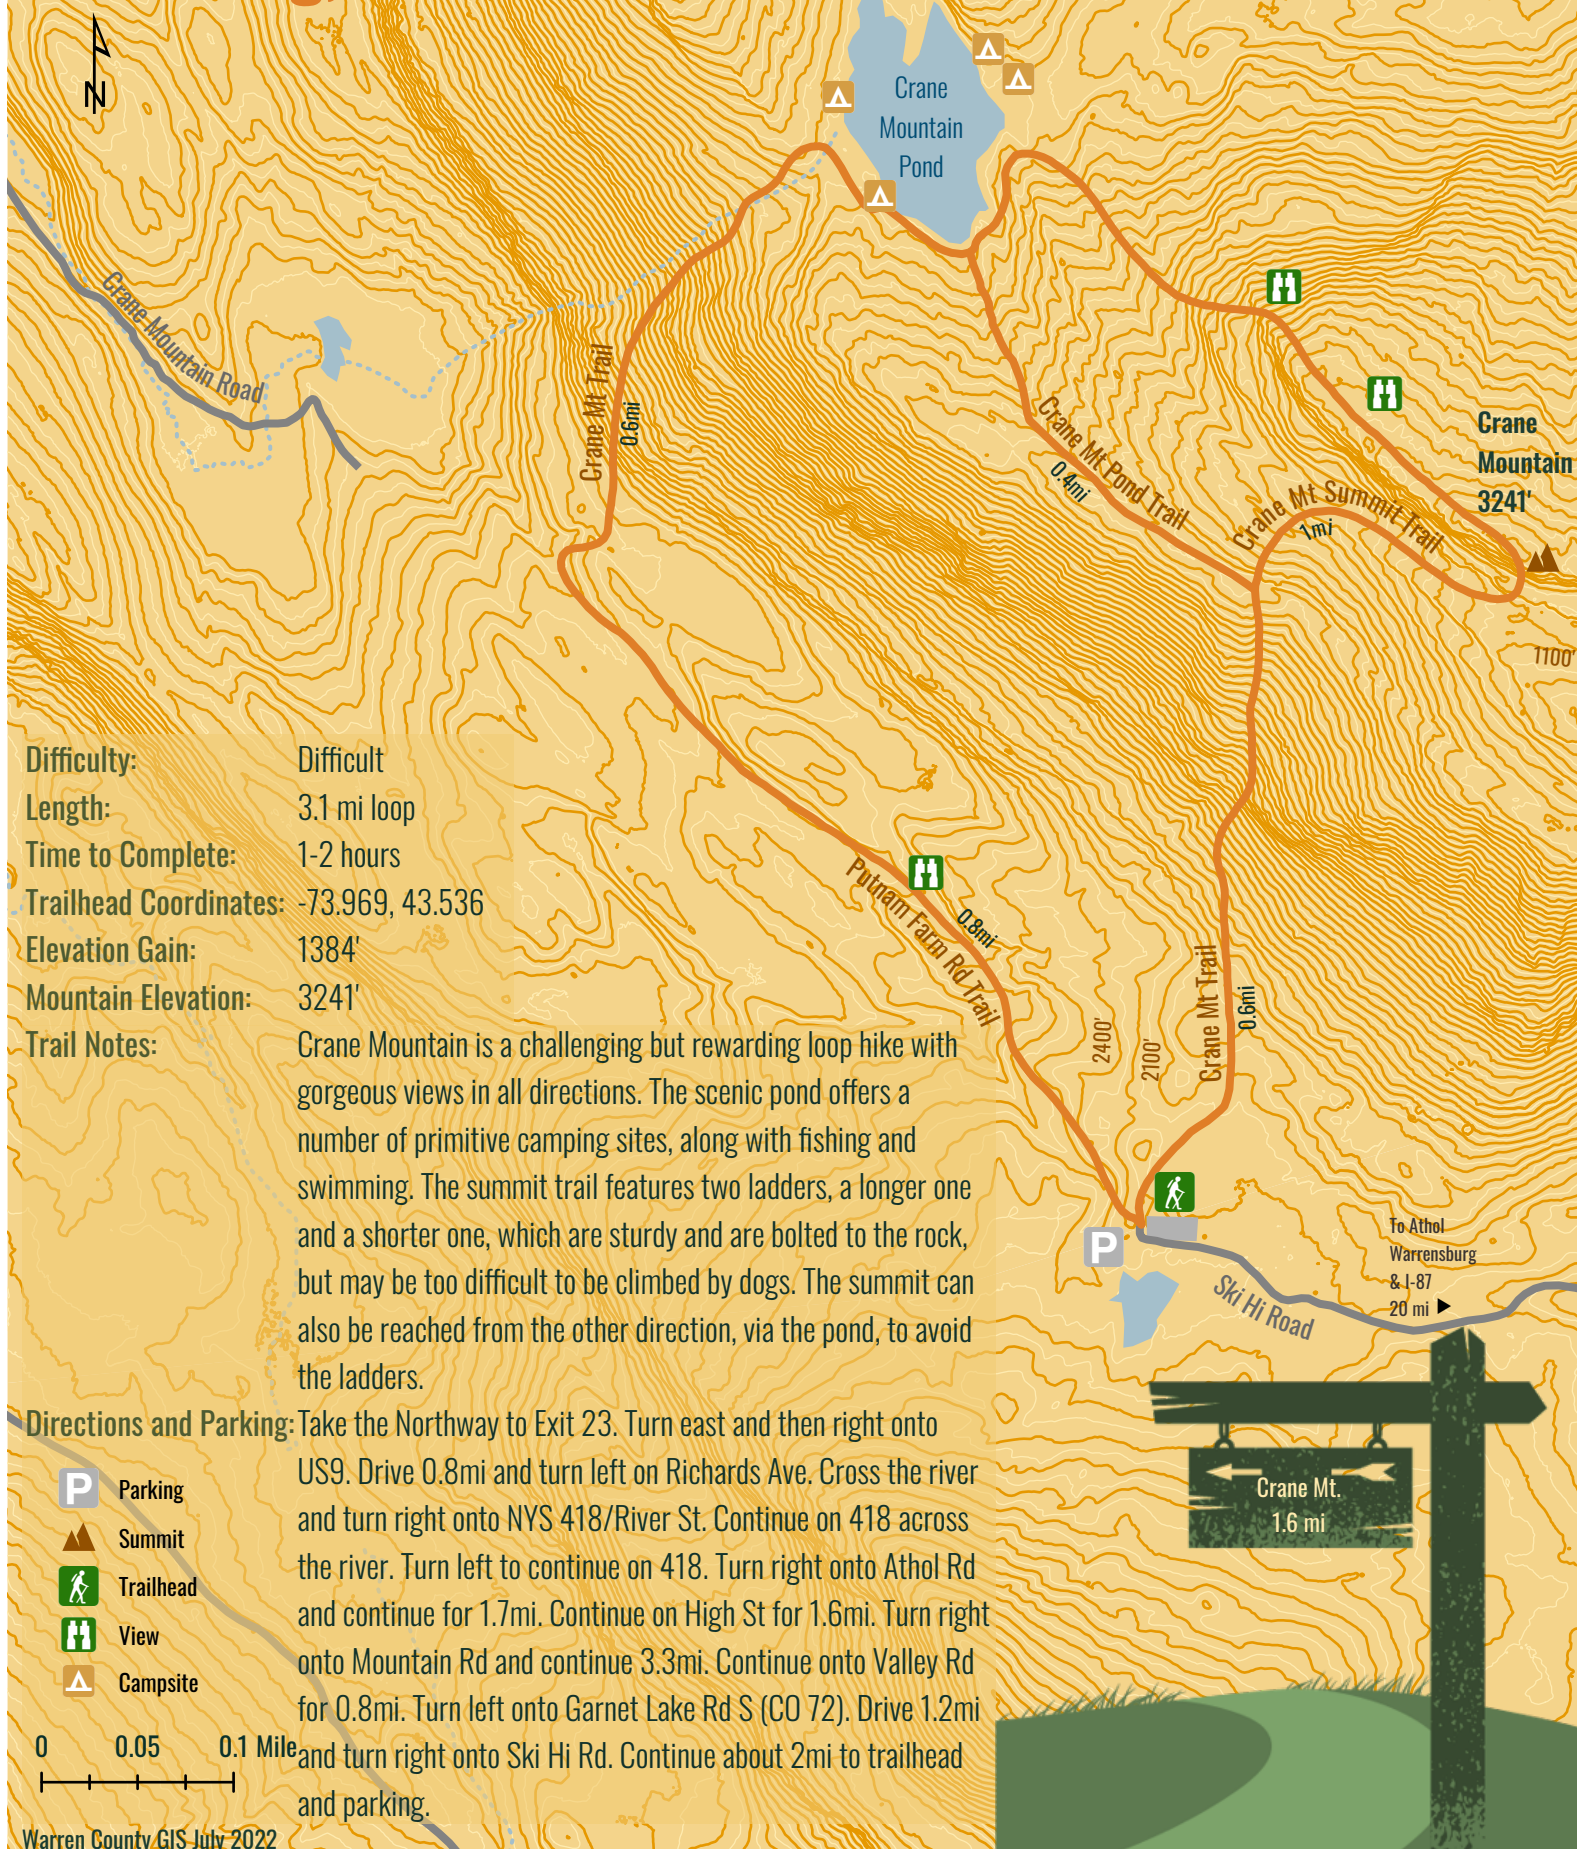 N
Crane
Mountain
Pond
Crane Mountain Road
Crane Mt Trail
0.6mi
Crane Mt Pond Trail
0.4mi
Crane Mt Summit Trail
1mi
Crane
Mountain
3241'
1100'
Putnam Farm Rd Trail
0.8mi
2400'
2100'
Crane Mt Trail
0.6mi
P
Ski Hi Road
To Athol
Warrensburg
& I-87
20 mi
Crane Mt.
1.6 mi
Difficulty: Difficult
Length: 3.1 mi loop
Time to Complete: 1-2 hours
Trailhead Coordinates: -73.969, 43.536
Elevation Gain: 1384'
Mountain Elevation: 3241'
Trail Notes: Crane Mountain is a challenging but rewarding loop hike with
gorgeous views in all directions. The scenic pond offers a
number of primitive camping sites, along with fishing and
swimming. The summit trail features two ladders, a longer one
and a shorter one, which are sturdy and are bolted to the rock,
but may be too difficult to be climbed by dogs. The summit can
also be reached from the other direction, via the pond, to avoid
the ladders.
Directions and Parking: Take the Northway to Exit 23. Turn east and then right onto
US9. Drive 0.8mi and turn left on Richards Ave. Cross the river
and turn right onto NYS 418/River St. Continue on 418 across
the river. Turn left to continue on 418. Turn right onto Athol Rd
and continue for 1.7mi. Continue on High St for 1.6mi. Turn right
onto Mountain Rd and continue 3.3mi. Continue onto Valley Rd
for 0.8mi. Turn left onto Garnet Lake Rd S (CO 72). Drive 1.2mi
and turn right onto Ski Hi Rd. Continue about 2mi to trailhead
and parking.
P Parking
Summit
Trailhead
View
Campsite
0 0.05 0.1 Mile
Warren County GIS July 2022